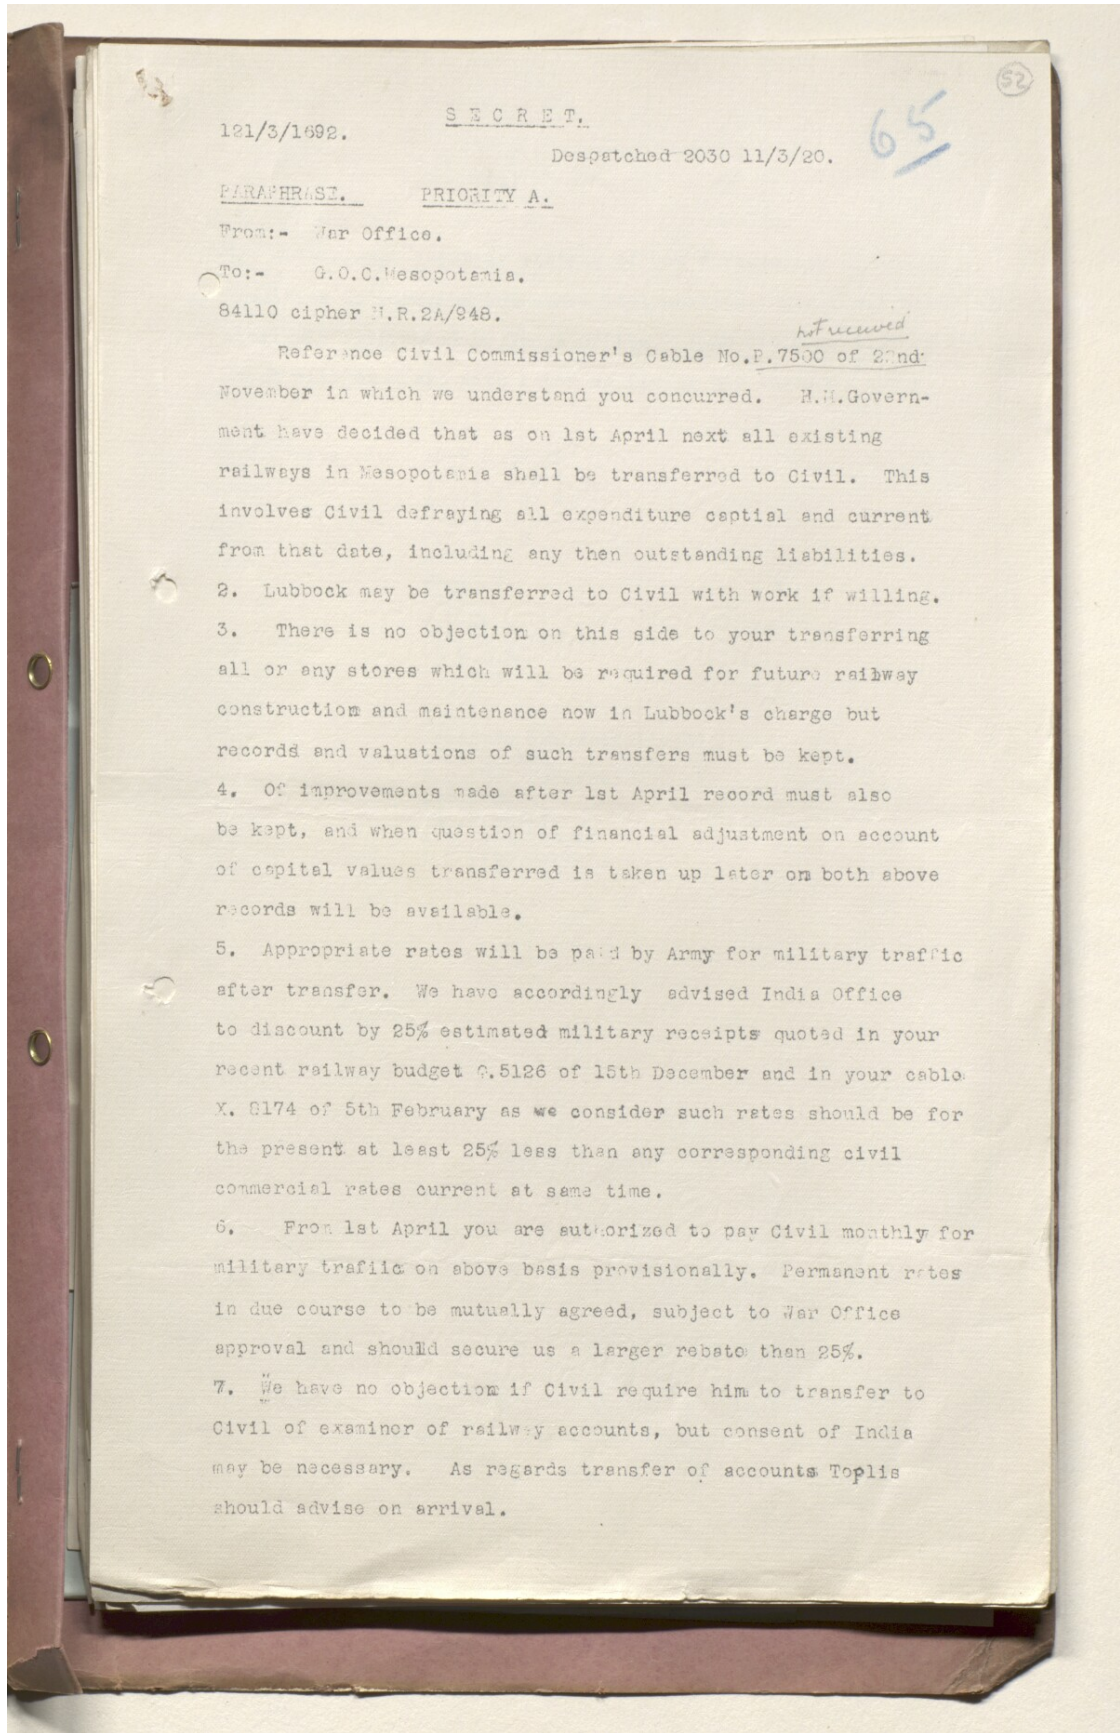 52
65
S E C R E T.
121/3/1692.
Despatched 2030 11/3/20.
PARAPHRASE. PRIORITY A.
From:- War Office.
To:- G.O.C.Mesopotamia.
84110 cipher M.R.2A/948.
not received
Reference Civil Commissioner's Cable No.P.7500 of 22nd
November in which we understand you concurred. H.M.Govern-
ment have decided that as on 1st April next all existing
railways in Mesopotamia shall be transferred to Civil. This
involves Civil defraying all expenditure captial and current
from that date, including any then outstanding liabilities.
2. Lubbock may be transferred to Civil with work if willing.
3. There is no objection on this side to your transferring
all or any stores which will be required for future railway
construction and maintenance now in Lubbock's charge but
records and valuations of such transfers must be kept.
4. Of improvements made after 1st April record must also
be kept, and when question of financial adjustment on account
of capital values transferred is taken up later on both above
records will be available.
5. Appropriate rates will be paid by Army for military traffic
after transfer. We have accordingly advised India Office
to discount by 25% estimated military receipts quoted in your
recent railway budget Q.5126 of 15th December and in your cable
X. 8174 of 5th February as we consider such rates should be for
the present at least 25% less than any corresponding civil
commercial rates current at same time.
6. From 1st April you are authorized to pay Civil monthly for
military traffic on above basis provisionally. Permanent rates
in due course to be mutually agreed, subject to War Office
approval and should secure us a larger rebate than 25%.
7. We have no objection if Civil require him to transfer to
Civil of examiner of railway accounts, but consent of India
may be necessary. As regards transfer of accounts Toplis
should advise on arrival.